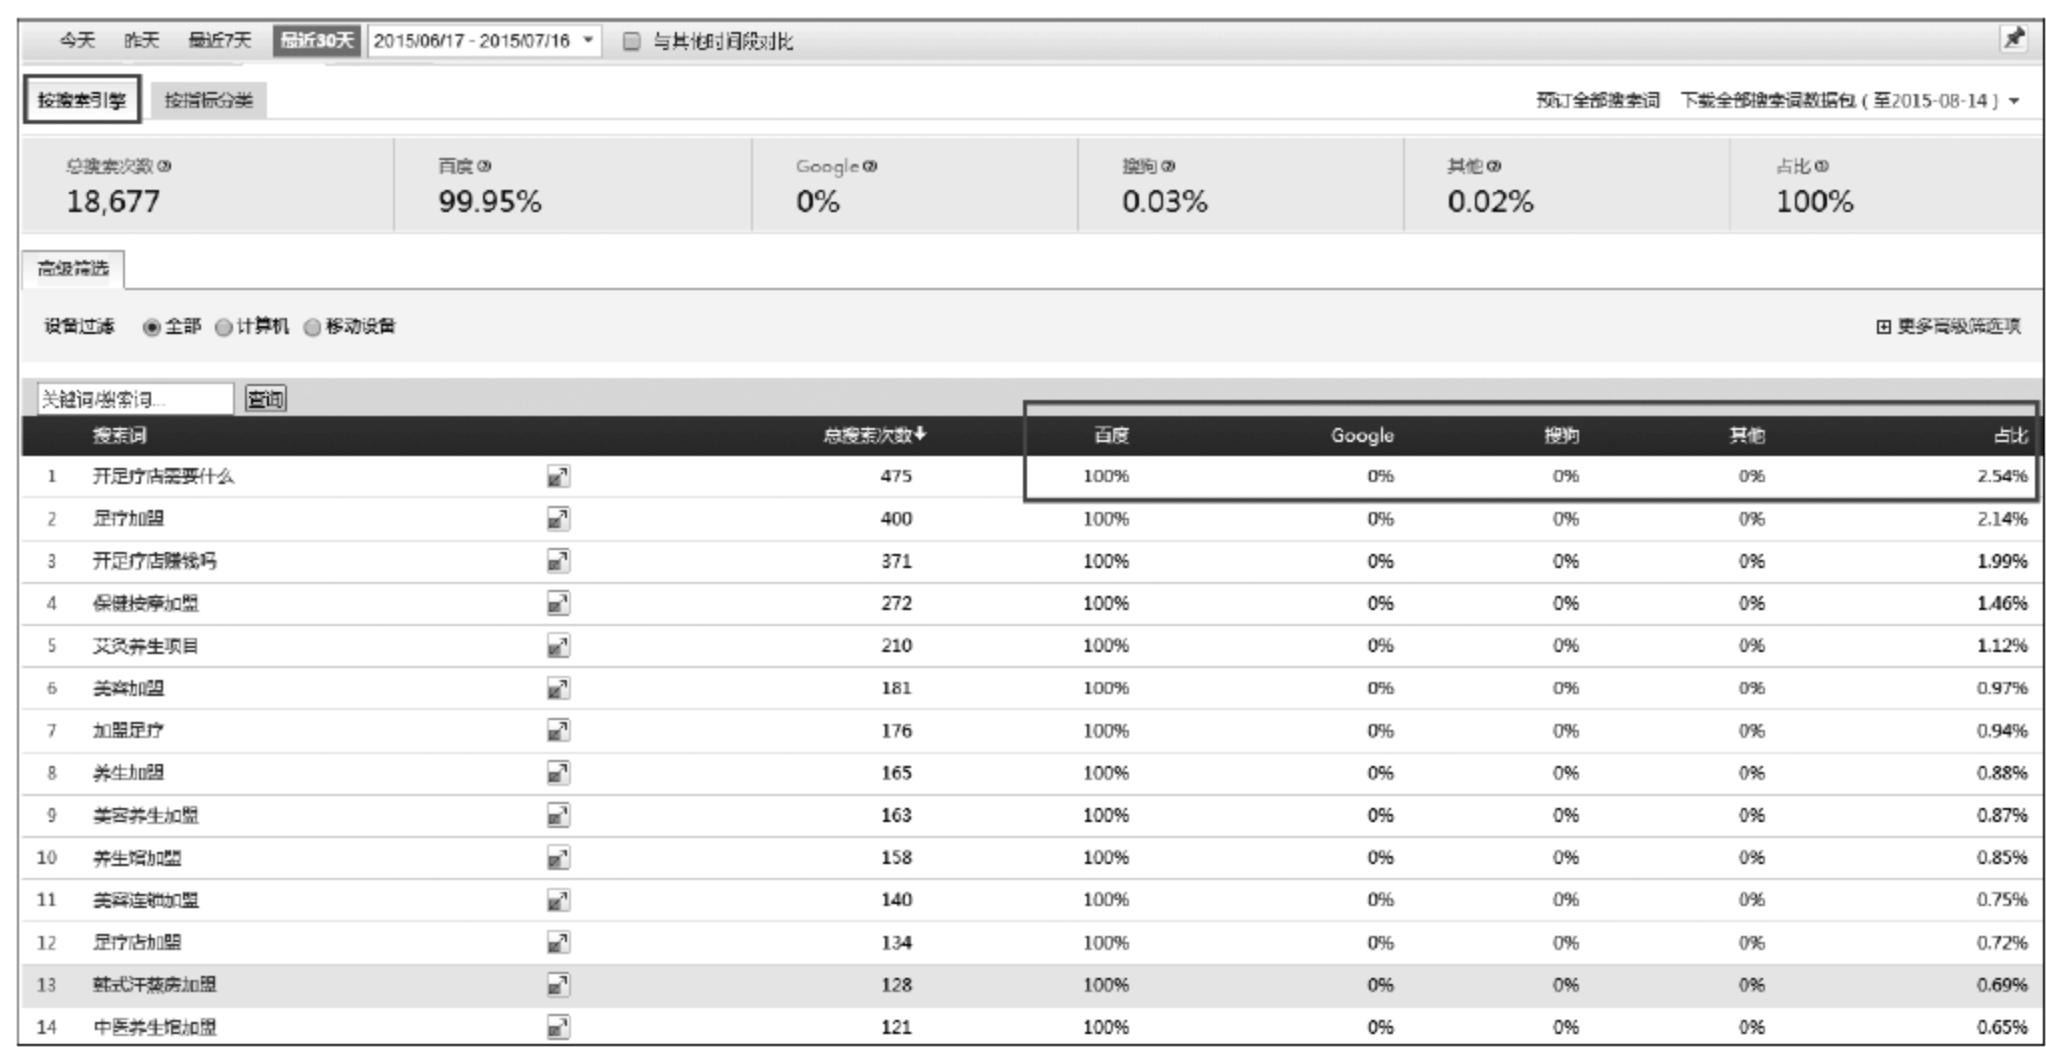 今天 昨天 最近7天 最近30天 2015/06/17 - 2015/07/16 与其他时间段对比
按搜索引擎 按指标分类 预订全部搜索词 下载全部搜索词数据包 ( 至2015-08-14 )
总搜索次数 百度 Google 搜狗 其他 占比
18,677 99.95% 0% 0.03% 0.02% 100%
高级筛选
设备过滤 全部 计算机 移动设备 更多高级筛选项
关键词/搜索词... 查询
搜索词 总搜索次数 百度 Google 搜狗 其他 占比
1 开足疗店需要什么 475 100% 0% 0% 0% 2.54%
2 足疗加盟 400 100% 0% 0% 0% 2.14%
3 开足疗店赚钱吗 371 100% 0% 0% 0% 1.99%
4 保健按摩加盟 272 100% 0% 0% 0% 1.46%
5 艾灸养生项目 210 100% 0% 0% 0% 1.12%
6 美容加盟 181 100% 0% 0% 0% 0.97%
7 加盟足疗 176 100% 0% 0% 0% 0.94%
8 养生加盟 165 100% 0% 0% 0% 0.88%
9 美容养生加盟 163 100% 0% 0% 0% 0.87%
10 养生馆加盟 158 100% 0% 0% 0% 0.85%
11 美容连锁加盟 140 100% 0% 0% 0% 0.75%
12 足疗店加盟 134 100% 0% 0% 0% 0.72%
13 韩式汗蒸房加盟 128 100% 0% 0% 0% 0.69%
14 中医养生馆加盟 121 100% 0% 0% 0% 0.65%